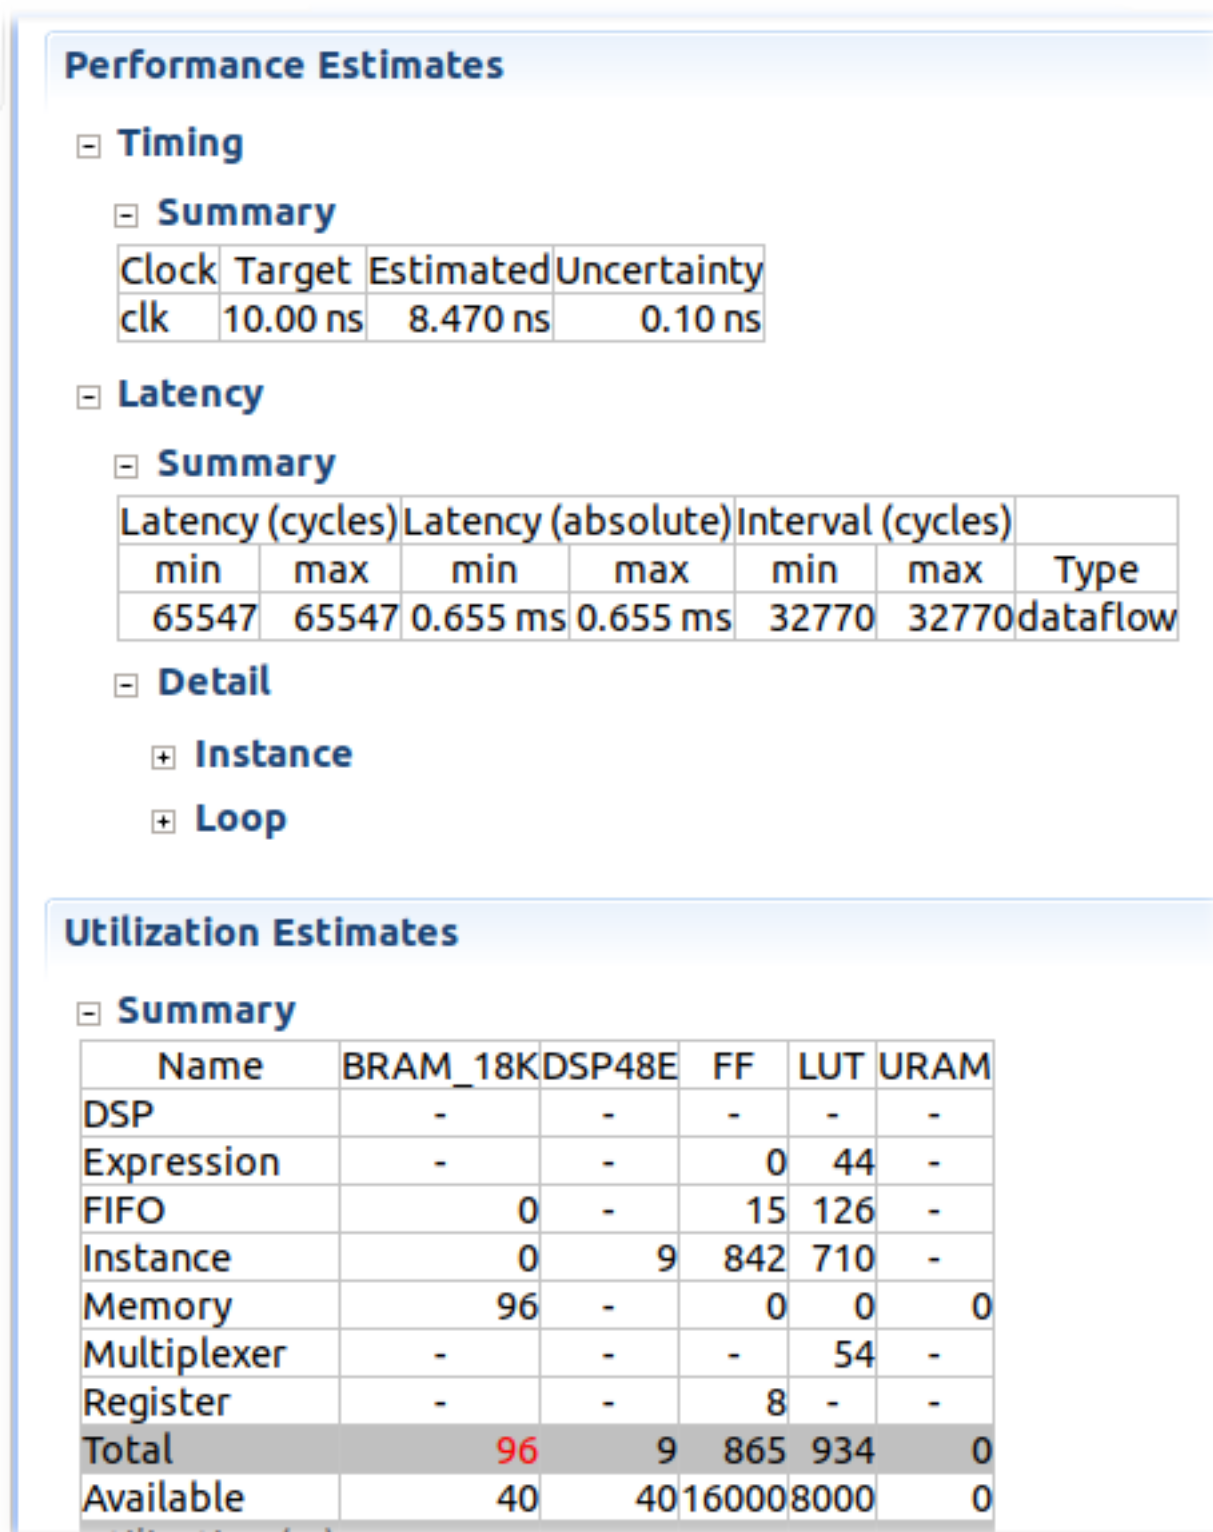 Performance Estimates
Timing
Summary
Clock Target Estimated Uncertainty
clk 10.00 ns 8.470 ns 0.10 ns
Latency
Summary
Latency (cycles) Latency (absolute) Interval (cycles)
min max min max min max Type
65547 65547 0.655 ms 0.655 ms 32770 32770 dataflow
Detail
Instance
Loop
Utilization Estimates
Summary
Name BRAM_18K DSP48E FF LUT URAM
DSP - - - - -
Expression - - 0 44 -
FIFO 0 - 15 126 -
Instance 0 9 842 710 -
Memory 96 - 0 0 0
Multiplexer - - - 54 -
Register - - 8 - -
Total 96 9 865 934 0
Available 40 40 16000 8000 0